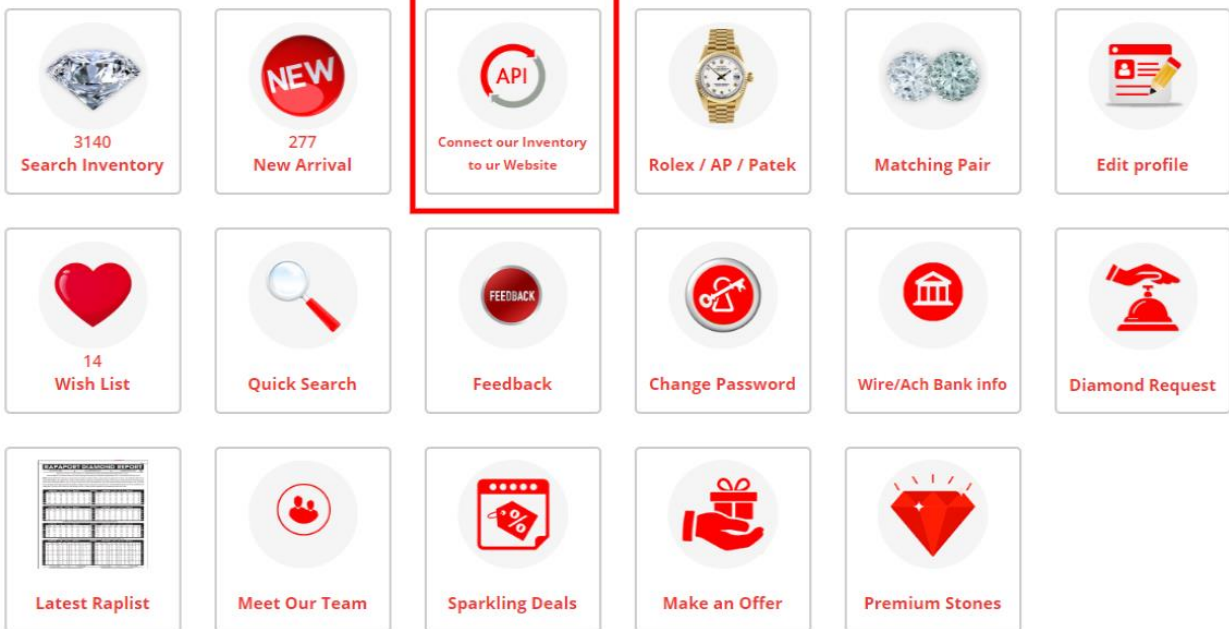 NEW
API
3140
Search Inventory
277
New Arrival
Connect our Inventory
to ur Website
Rolex / AP / Patek
Matching Pair
Edit profile
FEEDBACK
14
Wish List
Quick Search
Feedback
Change Password
Wire/Ach Bank info
Diamond Request
RAPAPORT DIAMOND REPORT
Latest Raplist
Meet Our Team
Sparkling Deals
Make an Offer
Premium Stones